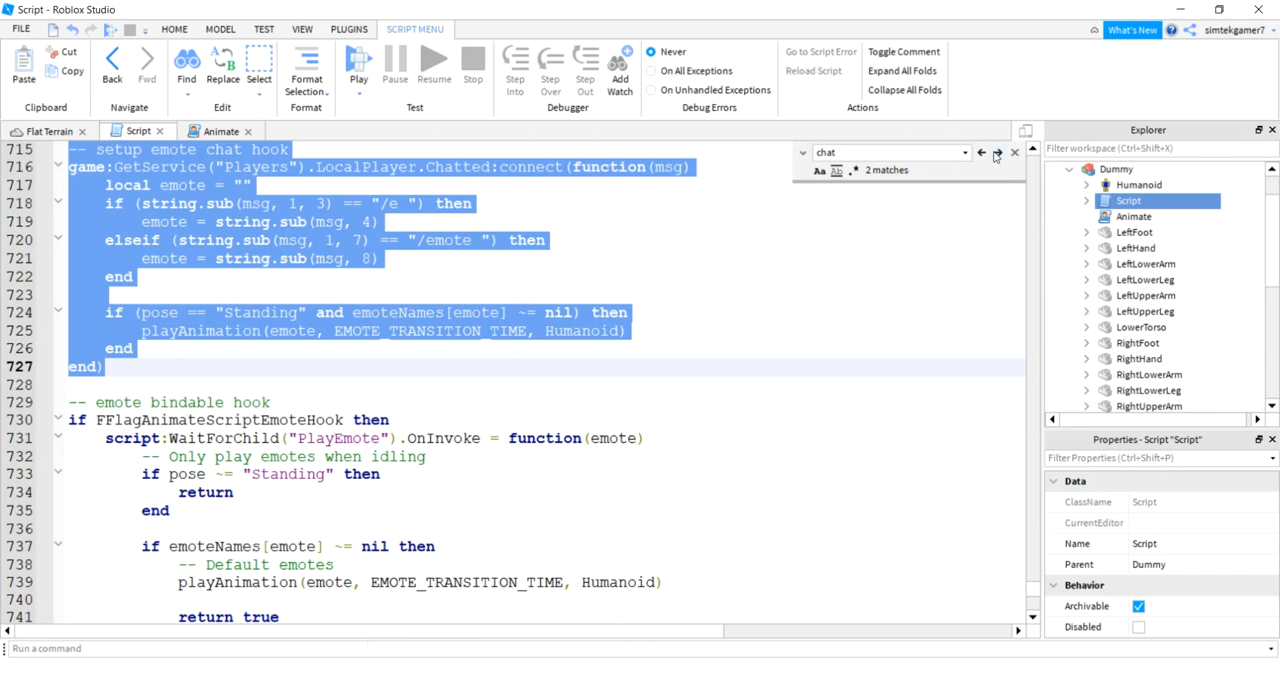 Script - Roblox Studio
FILE HOME MODEL TEST VIEW PLUGINS SCRIPT MENU What's New simtekgamer7
Paste Cut Copy Back Fwd Find Replace Select Format Selection Play Pause Resume Stop Step Into Step Over Step Out Add Watch
Never
On All Exceptions
On Unhandled Exceptions
Go to Script Error
Reload Script
Toggle Comment
Expand All Folds
Collapse All Folds
Clipboard Navigate Edit Format Test Debugger Debug Errors Actions
Flat Terrain Script Animate
chat
2 matches
715 -- setup emote chat hook
716 game:GetService("Players").LocalPlayer.Chatted:connect(function(msg)
717 local emote = ""
718 if (string.sub(msg, 1, 3) == "/e ") then
719 emote = string.sub(msg, 4)
720 elseif (string.sub(msg, 1, 7) == "/emote ") then
721 emote = string.sub(msg, 8)
722 end
723
724 if (pose == "Standing" and emoteNames[emote] ~= nil) then
725 playAnimation(emote, EMOTE_TRANSITION_TIME, Humanoid)
726 end
727 end)
728
729 -- emote bindable hook
730 if FFlagAnimateScriptEmoteHook then
731 script:WaitForChild("PlayEmote").OnInvoke = function(emote)
732 -- Only play emotes when idling
733 if pose ~= "Standing" then
734 return
735 end
736
737 if emoteNames[emote] ~= nil then
738 -- Default emotes
739 playAnimation(emote, EMOTE_TRANSITION_TIME, Humanoid)
740
741 return true
Run a command
Explorer
Filter workspace (Ctrl+Shift+X)
Dummy
Humanoid
Script
Animate
LeftFoot
LeftHand
LeftLowerArm
LeftLowerLeg
LeftUpperArm
LeftUpperLeg
LowerTorso
RightFoot
RightHand
RightLowerArm
RightLowerLeg
RightUpperArm
Properties - Script "Script"
Filter Properties (Ctrl+Shift+P)
Data
ClassName Script
CurrentEditor
Name Script
Parent Dummy
Behavior
Archivable
Disabled